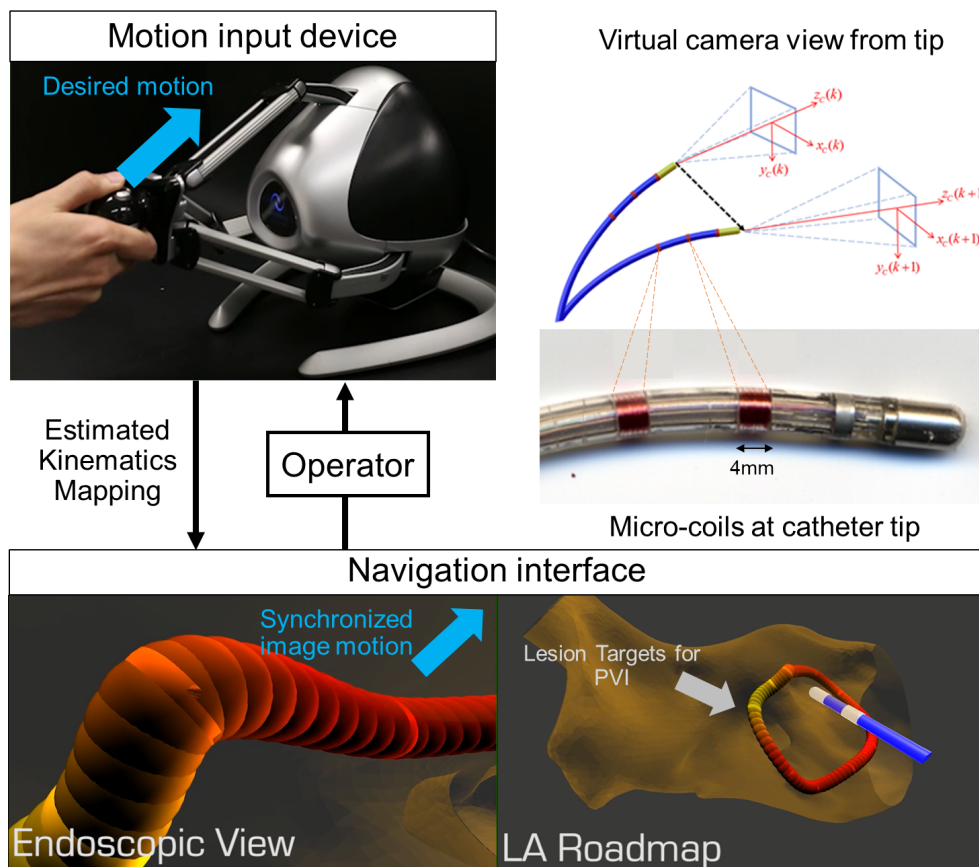 Motion input device
Desired motion
Virtual camera view from tip
z_C(k)
x_C(k)
y_C(k)
z_C(k+1
x_C(k+1)
y_C(k+1)
4mm
Micro-coils at catheter tip
Estimated
Kinematics
Mapping
Operator
Navigation interface
Synchronized
image motion
Endoscopic View
Lesion Targets for
PVI
LA Roadmap